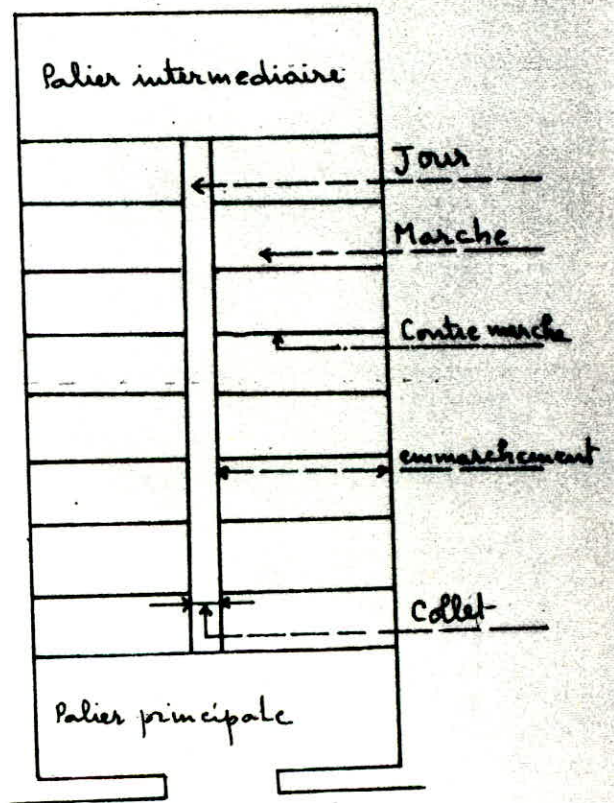 Palier intermediaire
Jour
Marche
Contre marche
emmarchement
Collet
Palier principale